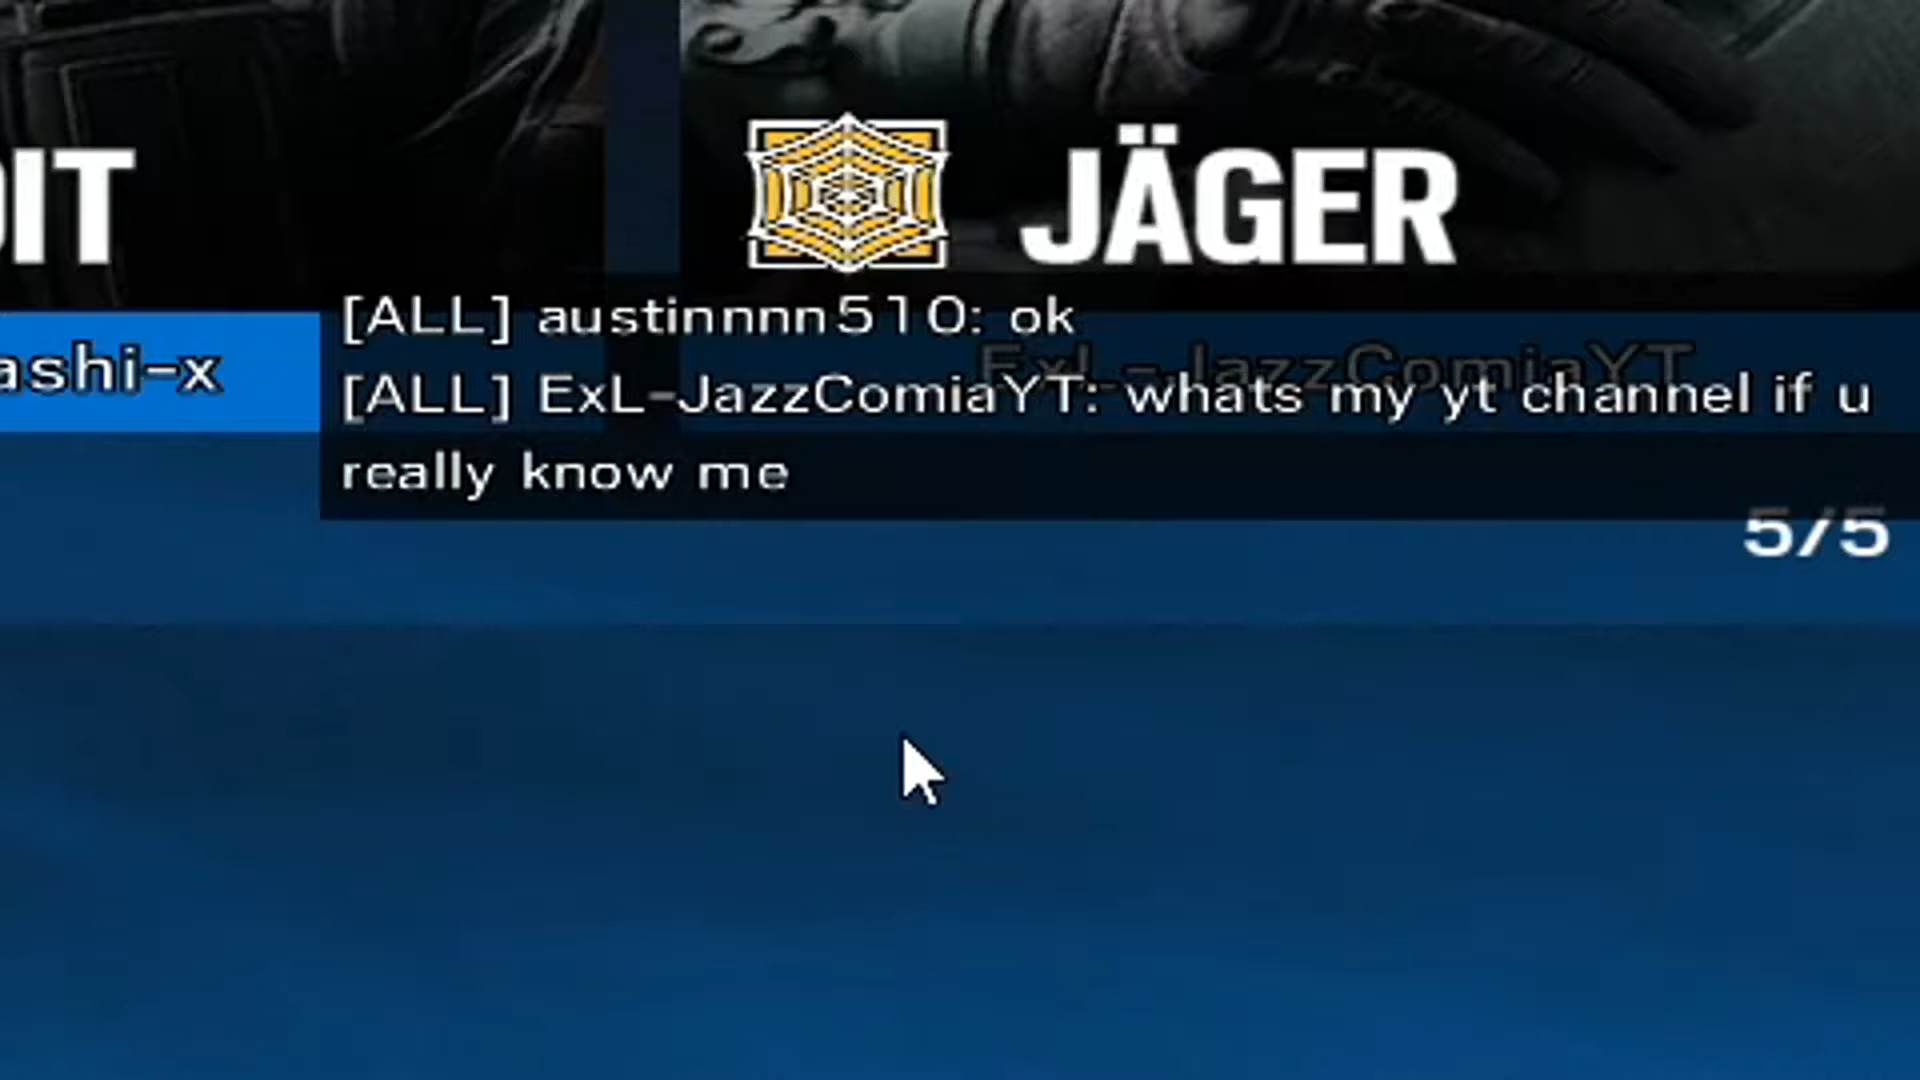 JÄGER
[ALL] austinnnn510: ok
ashi-x
ExL-JazzComiaYT
[ALL] ExL-JazzComiaYT: whats my yt channel if u
really know me
5/5